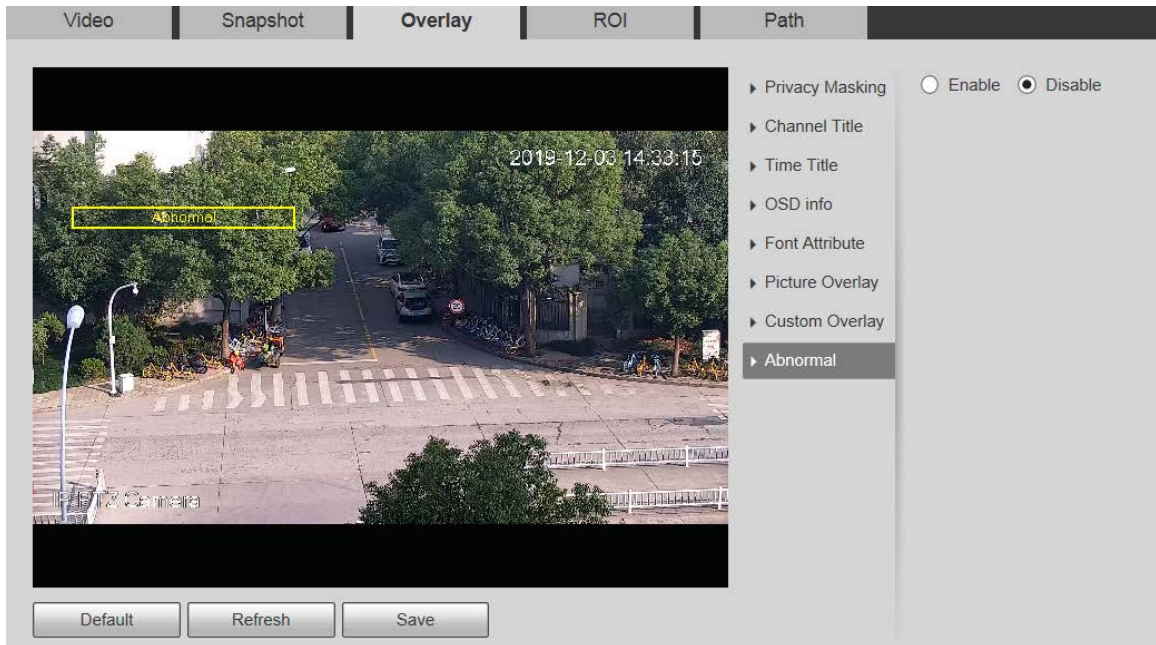 Video Snapshot Overlay ROI Path
Privacy Masking
Enable Disable
Channel Title
2019-12-03 14:33:15
Time Title
OSD info
Abnormal
Font Attribute
Picture Overlay
Custom Overlay
Abnormal
IP PTZ Camera
Default Refresh Save